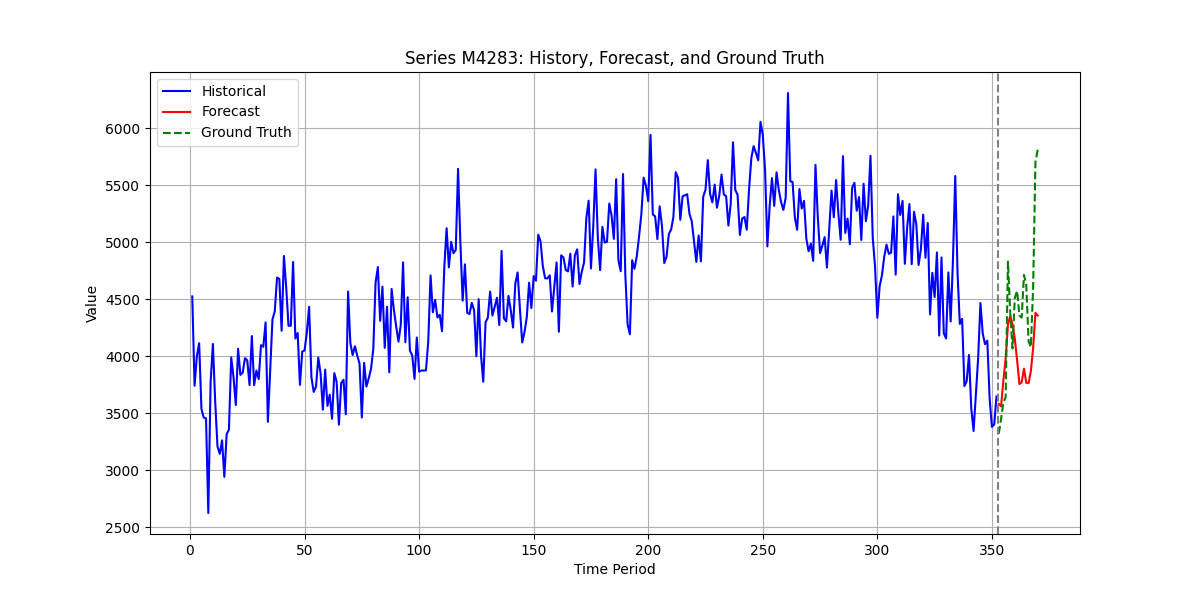 Series M4283: History, Forecast, and Ground Truth
Historical
Forecast
Ground Truth
6000
5500
5000
4500
4000
3500
3000
2500
Value
0 50 100 150 200 250 300 350
Time Period